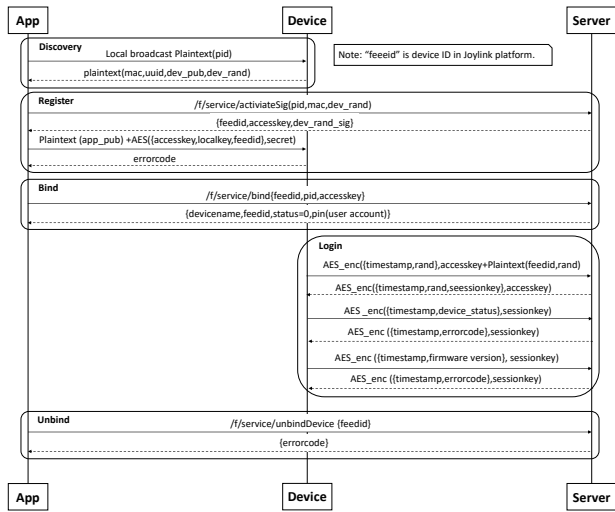 App Device Server
Discovery
Local broadcast Plaintext(pid)
Note: “feeid” is device ID in Joylink platform.
plaintext(mac,uuid,dev_pub,dev_rand)
Register
/f/service/activiateSig(pid,mac,dev_rand)
{feedid,accesskey,dev_rand_sig}
Plaintext (app_pub) +AES({accesskey,localkey,feedid},secret)
errorcode
Bind
/f/service/bind{feedid,pid,accesskey}
{devicename,feedid,status=0,pin(user account)}
Login
AES_enc({timestamp,rand},accesskey+Plaintext(feedid,rand)
AES_enc({timestamp,rand,seessionkey},accesskey)
AES _enc({timestamp,device_status},sessionkey)
AES_enc ({timestamp,errorcode},sessionkey)
AES_enc ({timestamp,firmware version}, sessionkey)
AES_enc ({timestamp,errorcode},sessionkey)
Unbind
/f/service/unbindDevice {feedid}
{errorcode}
App Device Server